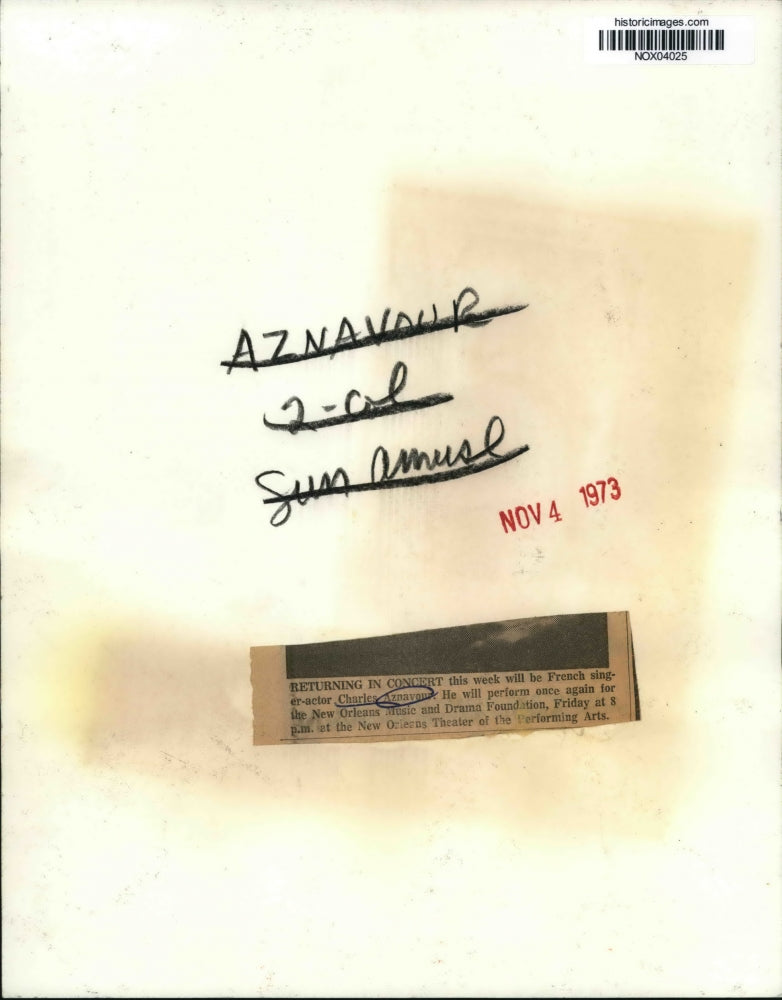 historicimages.com
NOX04025
AZNAVOUR
2-col
Sun Amuse
NOV 4 1973
RETURNING IN CONCERT this week will be French sing-
er-actor Charles Aznavour. He will perform once again for
the New Orleans Music and Drama Foundation, Friday at 8
p.m. at the New Orleans Theater of the Performing Arts.